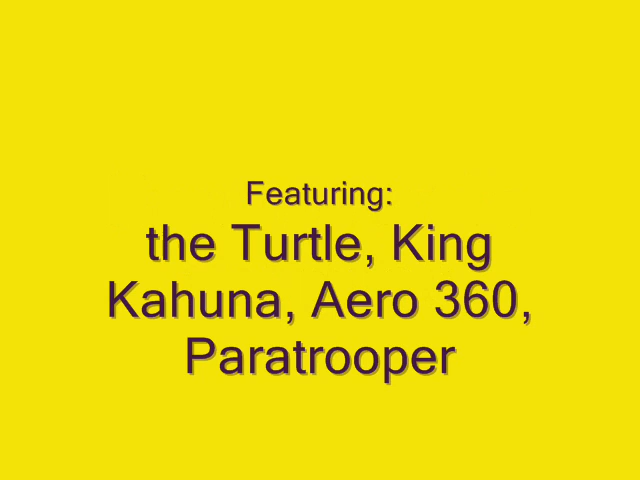 Featuring:
the Turtle, King
Kahuna, Aero 360,
Paratrooper